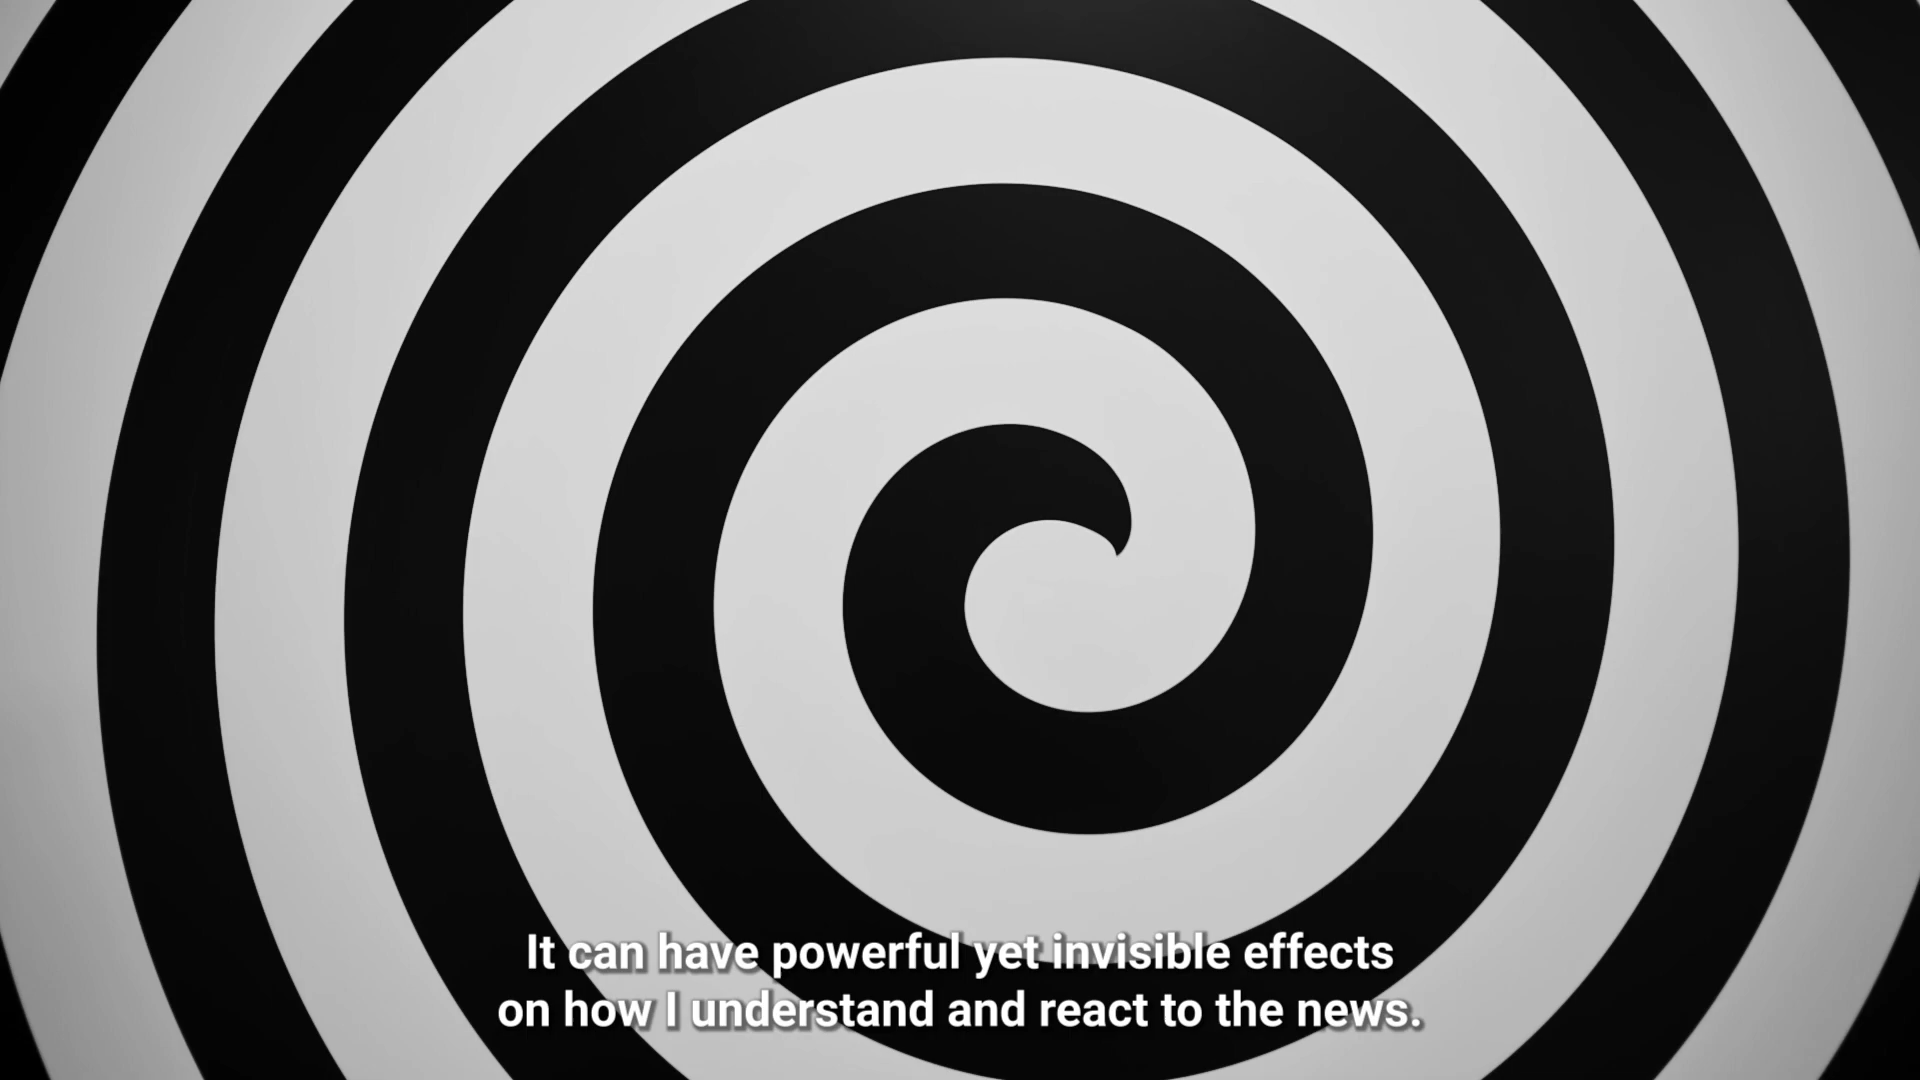 It can have powerful yet invisible effects
on how I understand and react to the news.